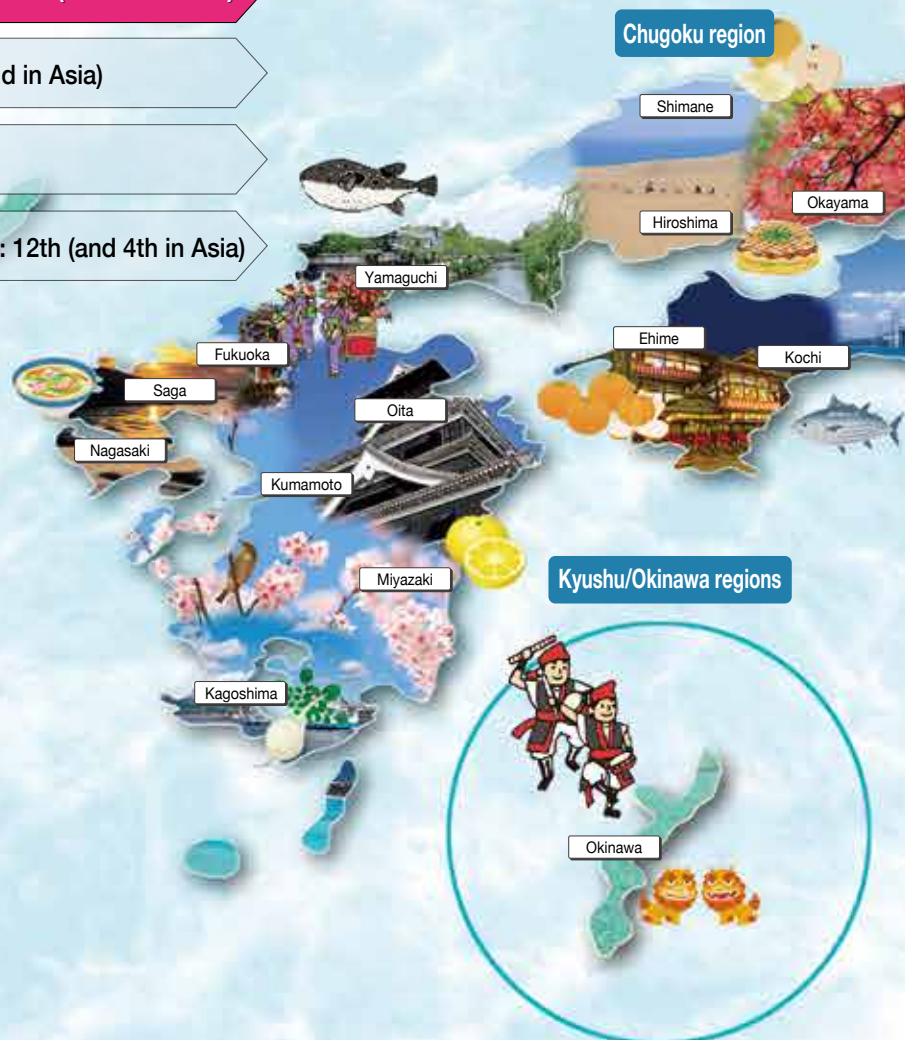 d in Asia)
: 12th (and 4th in Asia)
Chugoku region
Shimane
Okayama
Hiroshima
Yamaguchi
Fukuoka
Ehime
Kochi
Saga
Oita
Nagasaki
Kumamoto
Miyazaki
Kyushu/Okinawa regions
Kagoshima
Okinawa